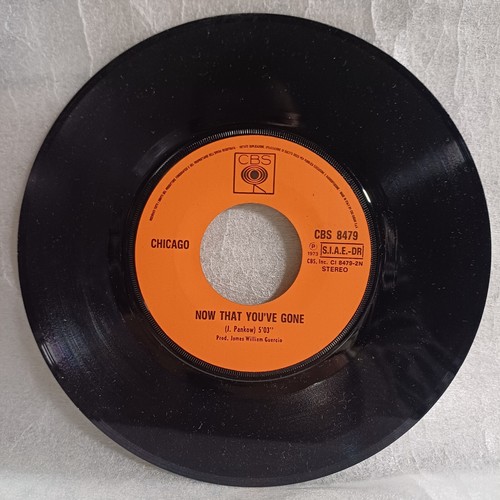 CBS
CHICAGO
CBS 8479
P
1973
S.I.A.E.-DR
CBS, Inc. CI 8479-2N
STEREO
NOW THAT YOU'VE GONE
(J. Pankow) 5'03"
Prod. James William Guercio